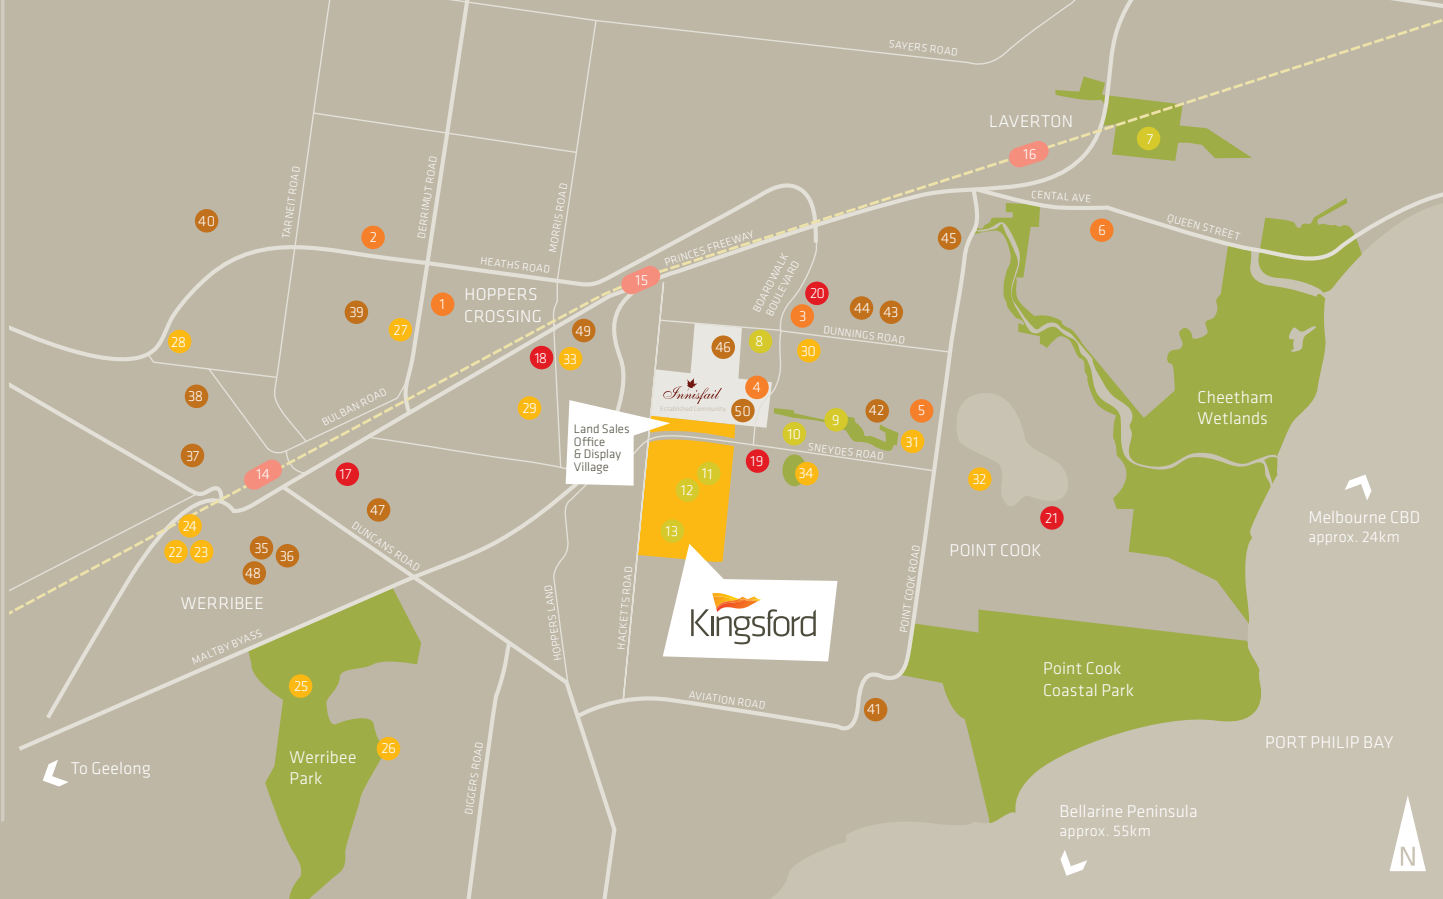 SAYERS ROAD
LAVERTON
16
7
TARNEIT ROAD
DERRIMUT ROAD
MORRIS ROAD
CENTAL AVE
QUEEN STREET
40
2
45
6
HEATHS ROAD
PRINCES FREEWAY
15
BOARDWALK
BOULEVARD
HOPPERS
CROSSING
1
39
27
28
20
3
44
43
DUNNINGS ROAD
49
18
33
46
8
30
38
29
BULBAN ROAD
Innisfail
Established Community
4
50
9
10
42
5
31
Cheetham
Wetlands
Land Sales
Office
& Display
Village
SNEYDES ROAD
37
14
17
19
34
32
11
12
13
21
47
24
22
23
35
36
48
DUNCANS ROAD
Melbourne CBD
approx. 24km
POINT COOK
WERRIBEE
HOPPERS LAND
HACKETTS ROAD
POINT COOK ROAD
Kingsford
MALTBY BYASS
Point Cook
Coastal Park
25
26
AVIATION ROAD
41
PORT PHILIP BAY
Werribee
Park
To Geelong
DIGGERS ROAD
Bellarine Peninsula
approx. 55km
N